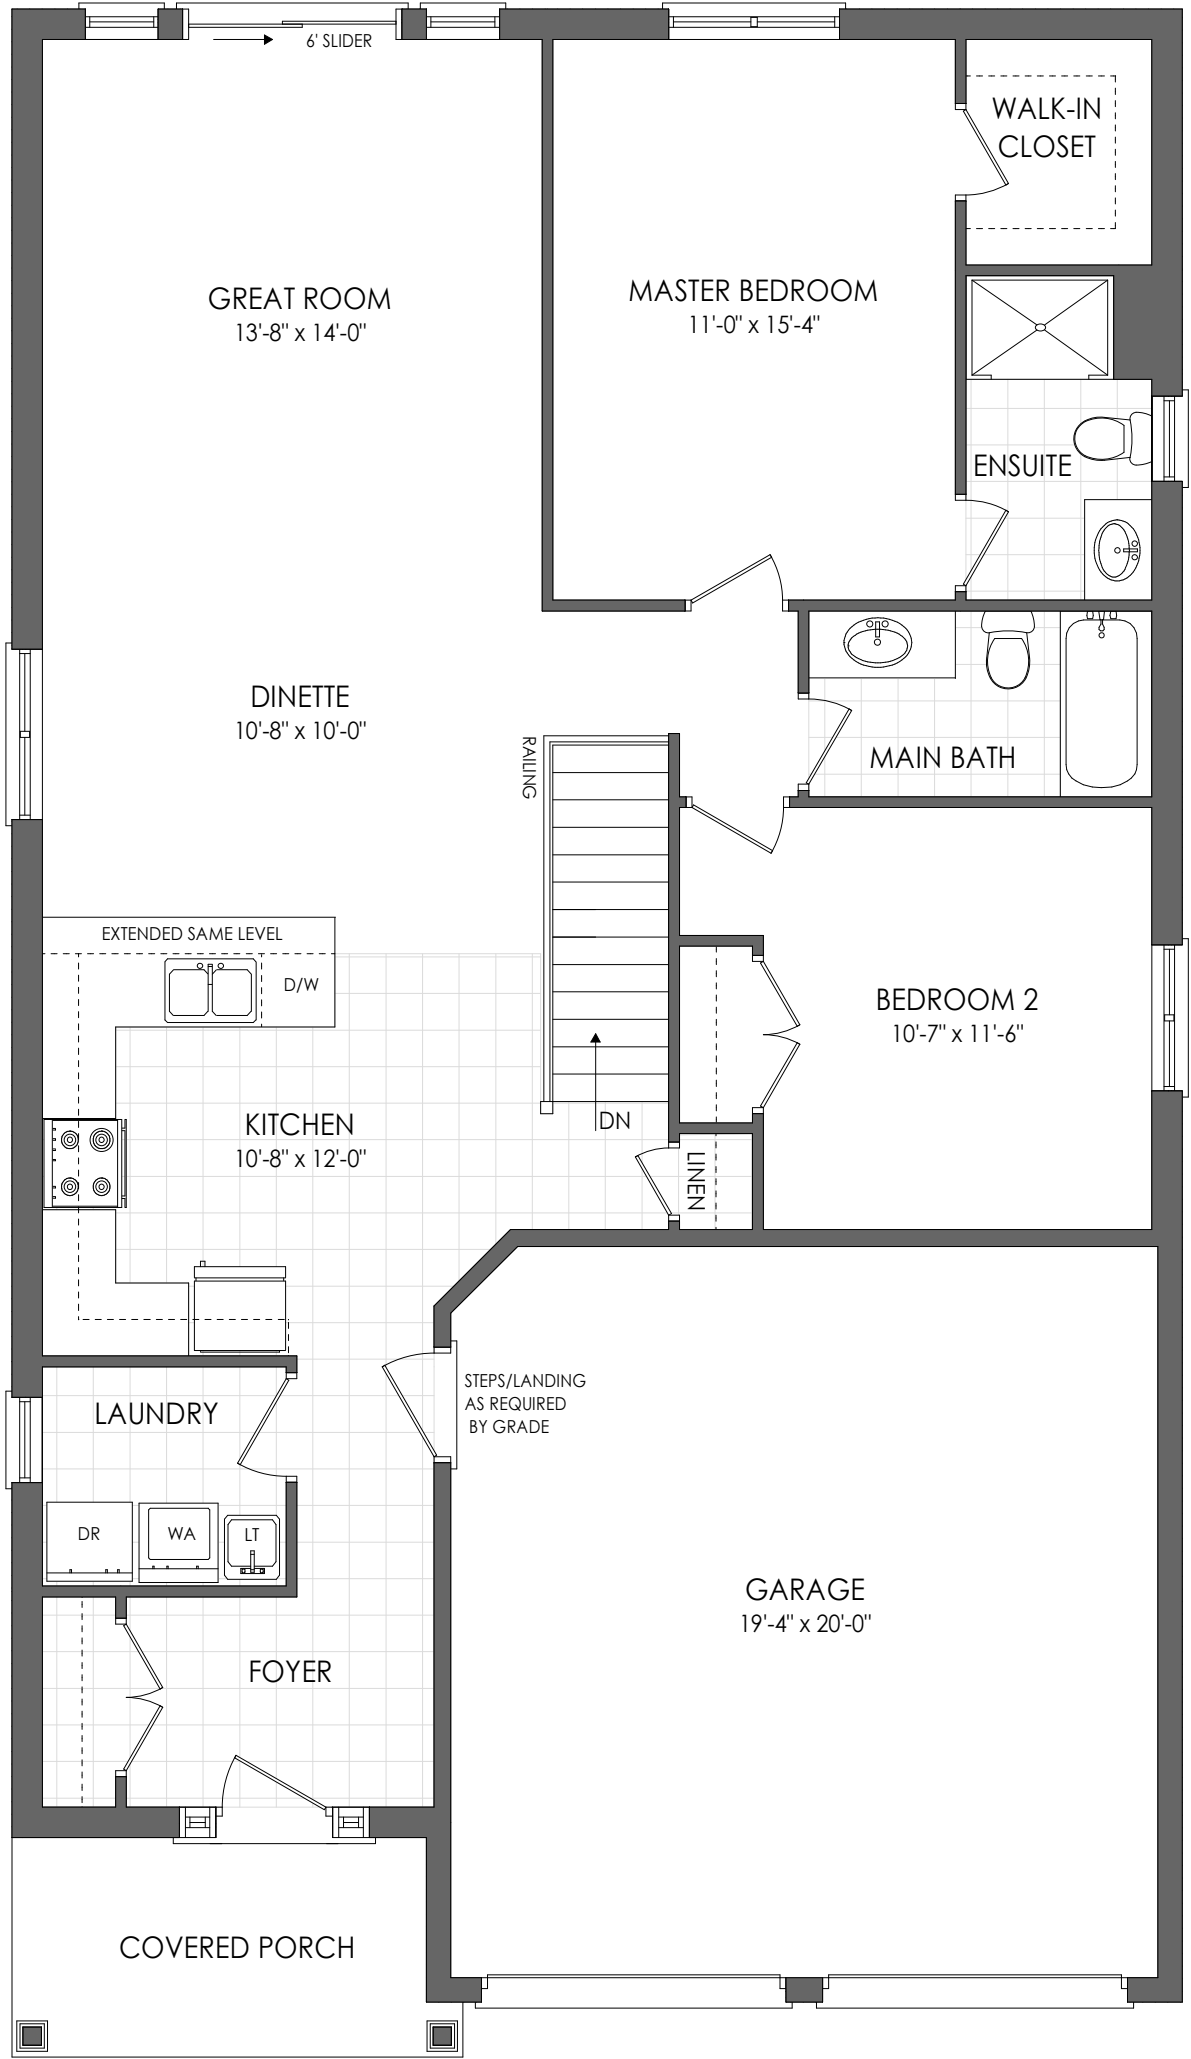 6' SLIDER
WALK-IN
CLOSET
GREAT ROOM
13'-8" x 14'-0"
MASTER BEDROOM
11'-0" x 15'-4"
ENSUITE
DINETTE
10'-8" x 10'-0"
RAILING
MAIN BATH
EXTENDED SAME LEVEL
D/W
BEDROOM 2
10'-7" x 11'-6"
KITCHEN
10'-8" x 12'-0"
DN
LINEN
STEPS/LANDING
AS REQUIRED
BY GRADE
LAUNDRY
DR
WA
LT
GARAGE
19'-4" x 20'-0"
FOYER
COVERED PORCH